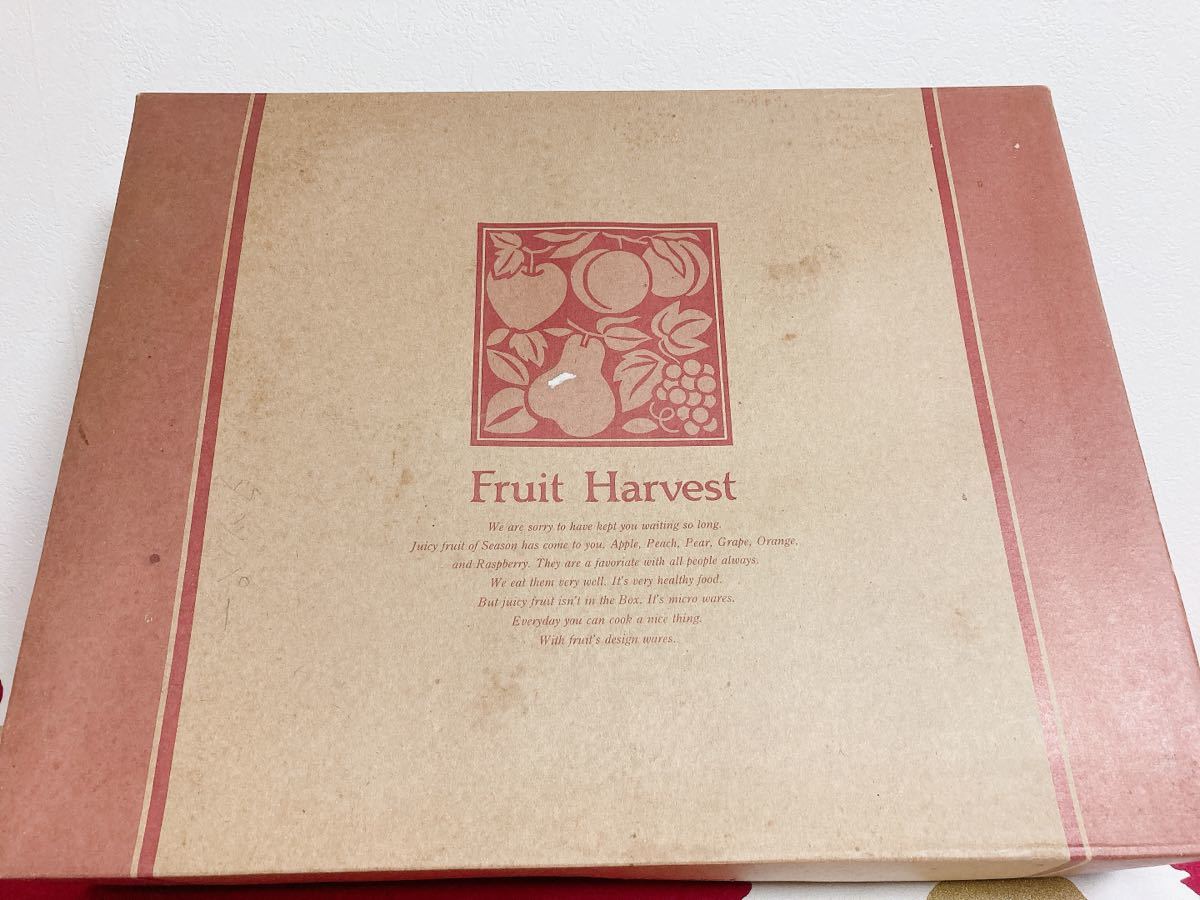 Fruit Harvest
We are sorry to have kept you waiting so long.
Juicy fruit of Season has come to you. Apple, Peach, Pear, Grape, Orange,
and Raspberry. They are a favoriate with all people always.
We eat them very well. It's very healthy food.
But juicy fruit isn't in the Box. It's micro wares.
Everyday you can cook a nice thing.
With fruit's design wares.